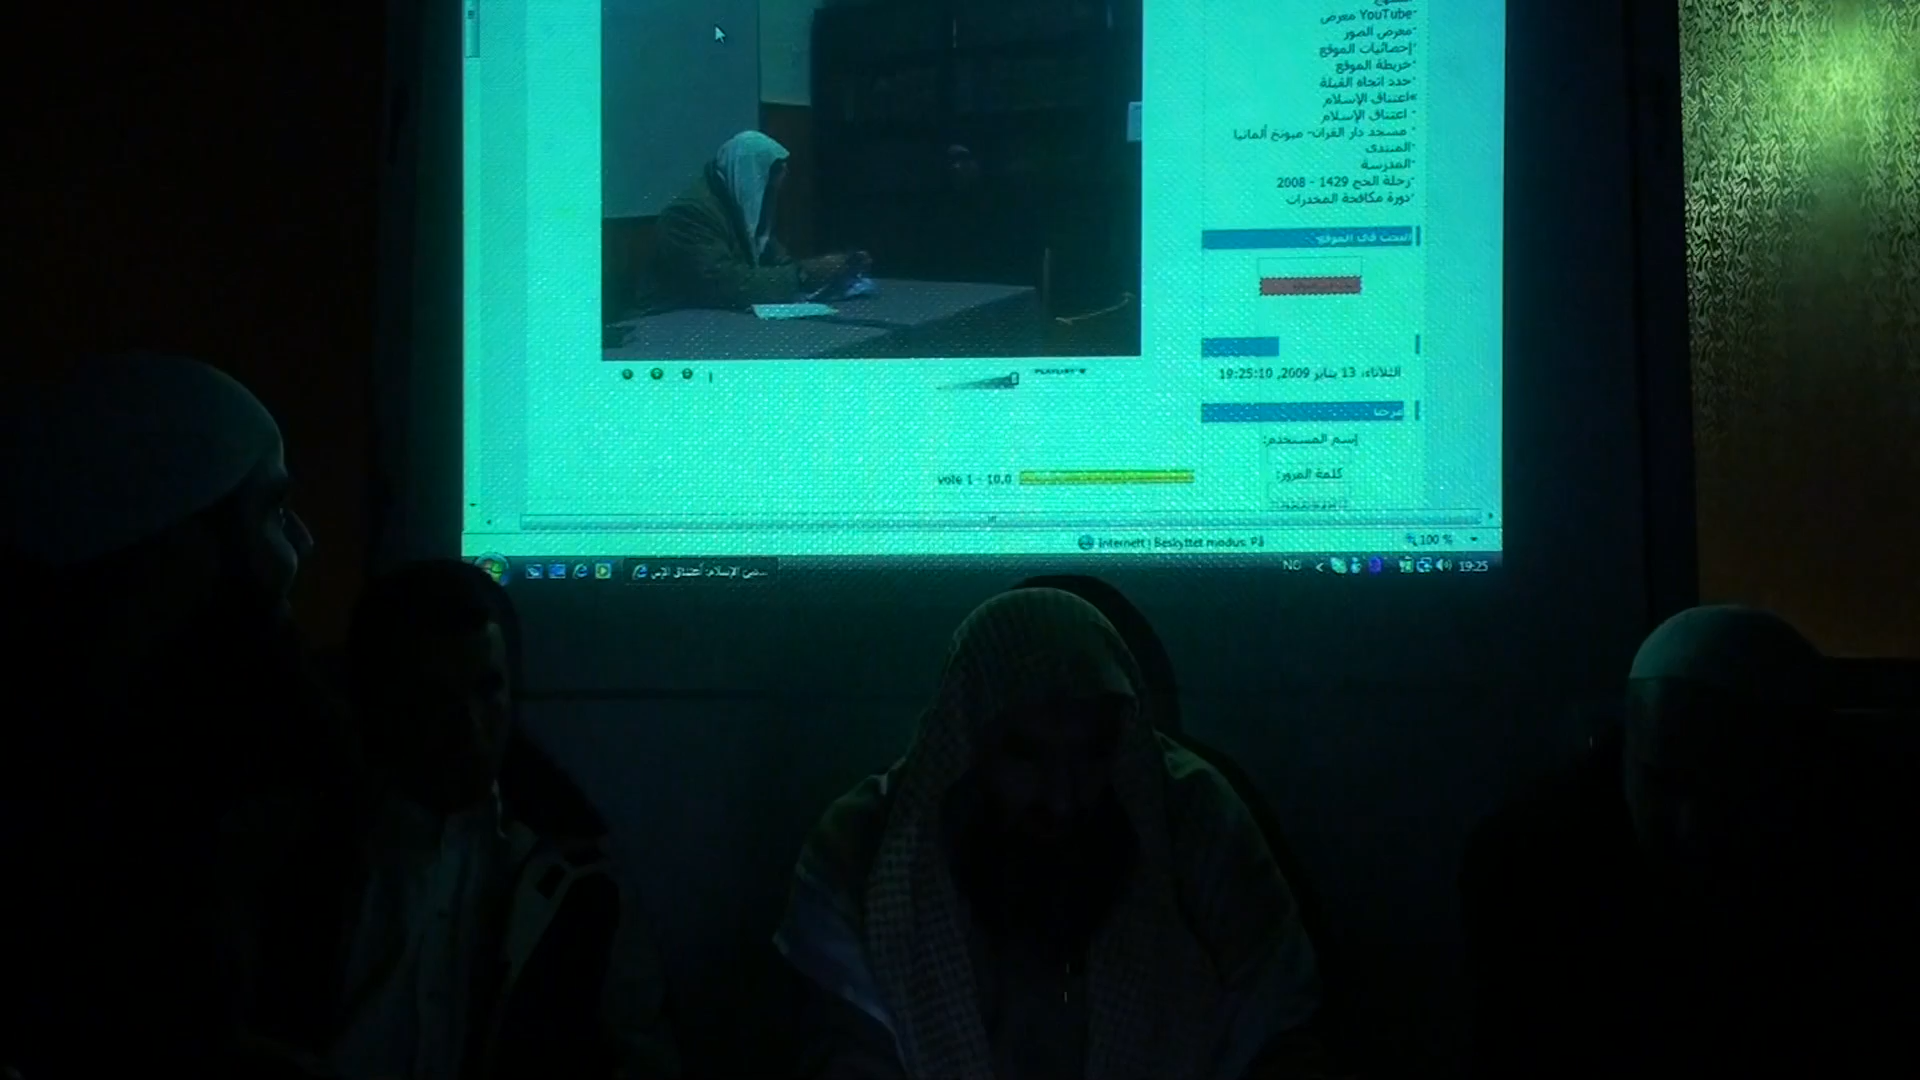 YouTube معرض
معرض الصور
إحصائيات الموقع
خريطة الموقع
حدد اتجاه القبلة
اعتناق الإسلام
اعتناق الإسلام
مسجد دار القرآن- ميونخ ألمانيا
المنتدى
المدرسة
رحلة الحج 1429 - 2008
دورة مكافحة المخدرات
البحث في الموقع
PLAYLIST
الثلاثاء، 13 يناير 2009, 19:25:10
مرحبا
إسم المستخدم:
كلمة المرور:
vote 1 - 10.0
Internett | Beskyttet modus: På
100 %
NO
19:25